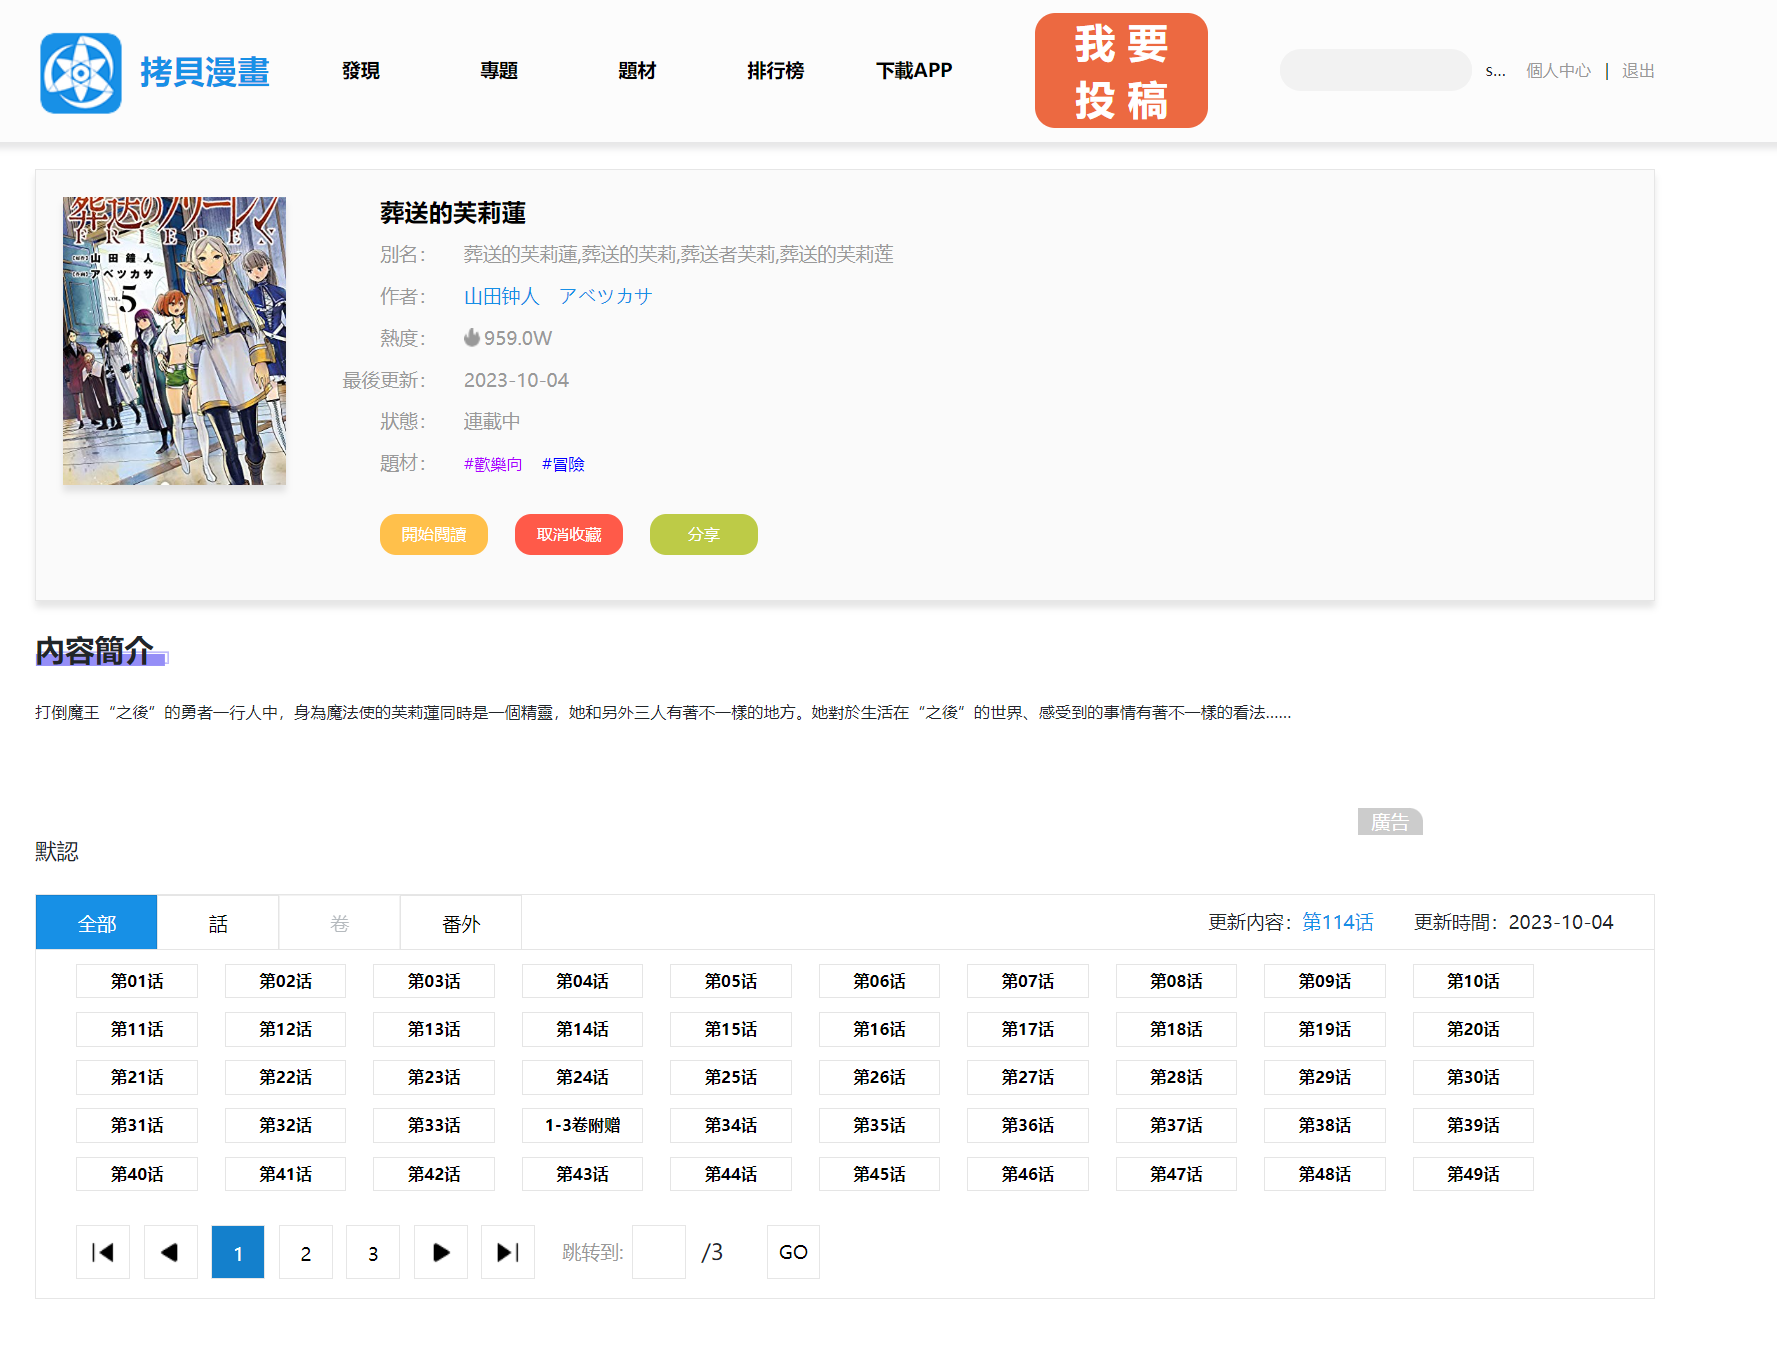 拷貝漫畫 發現 專題 題材 排行榜 下載APP 我要投稿 s... 個人中心 | 退出
葬送のフリーレン
FRIEREN
山田鐘人
アベツカサ
VOL. 5
葬送的芙莉蓮
別名： 葬送的芙莉蓮,葬送的芙莉,葬送者芙莉,葬送的芙莉莲
作者： 山田钟人 アベツカサ
熱度： 959.0W
最後更新： 2023-10-04
狀態： 連載中
題材： #歡樂向 #冒險
開始閱讀 取消收藏 分享
內容簡介
打倒魔王“之後”的勇者一行人中，身為魔法使的芙莉蓮同時是一個精靈，她和另外三人有著不一樣的地方。她對於生活在“之後”的世界、感受到的事情有著不一樣的看法......
廣告
默認
全部 話 卷 番外 更新內容：第114话 更新時間：2023-10-04
第01话 第02话 第03话 第04话 第05话 第06话 第07话 第08话 第09话 第10话
第11话 第12话 第13话 第14话 第15话 第16话 第17话 第18话 第19话 第20话
第21话 第22话 第23话 第24话 第25话 第26话 第27话 第28话 第29话 第30话
第31话 第32话 第33话 1-3卷附赠 第34话 第35话 第36话 第37话 第38话 第39话
第40话 第41话 第42话 第43话 第44话 第45话 第46话 第47话 第48话 第49话
1 2 3 跳转到: /3 GO